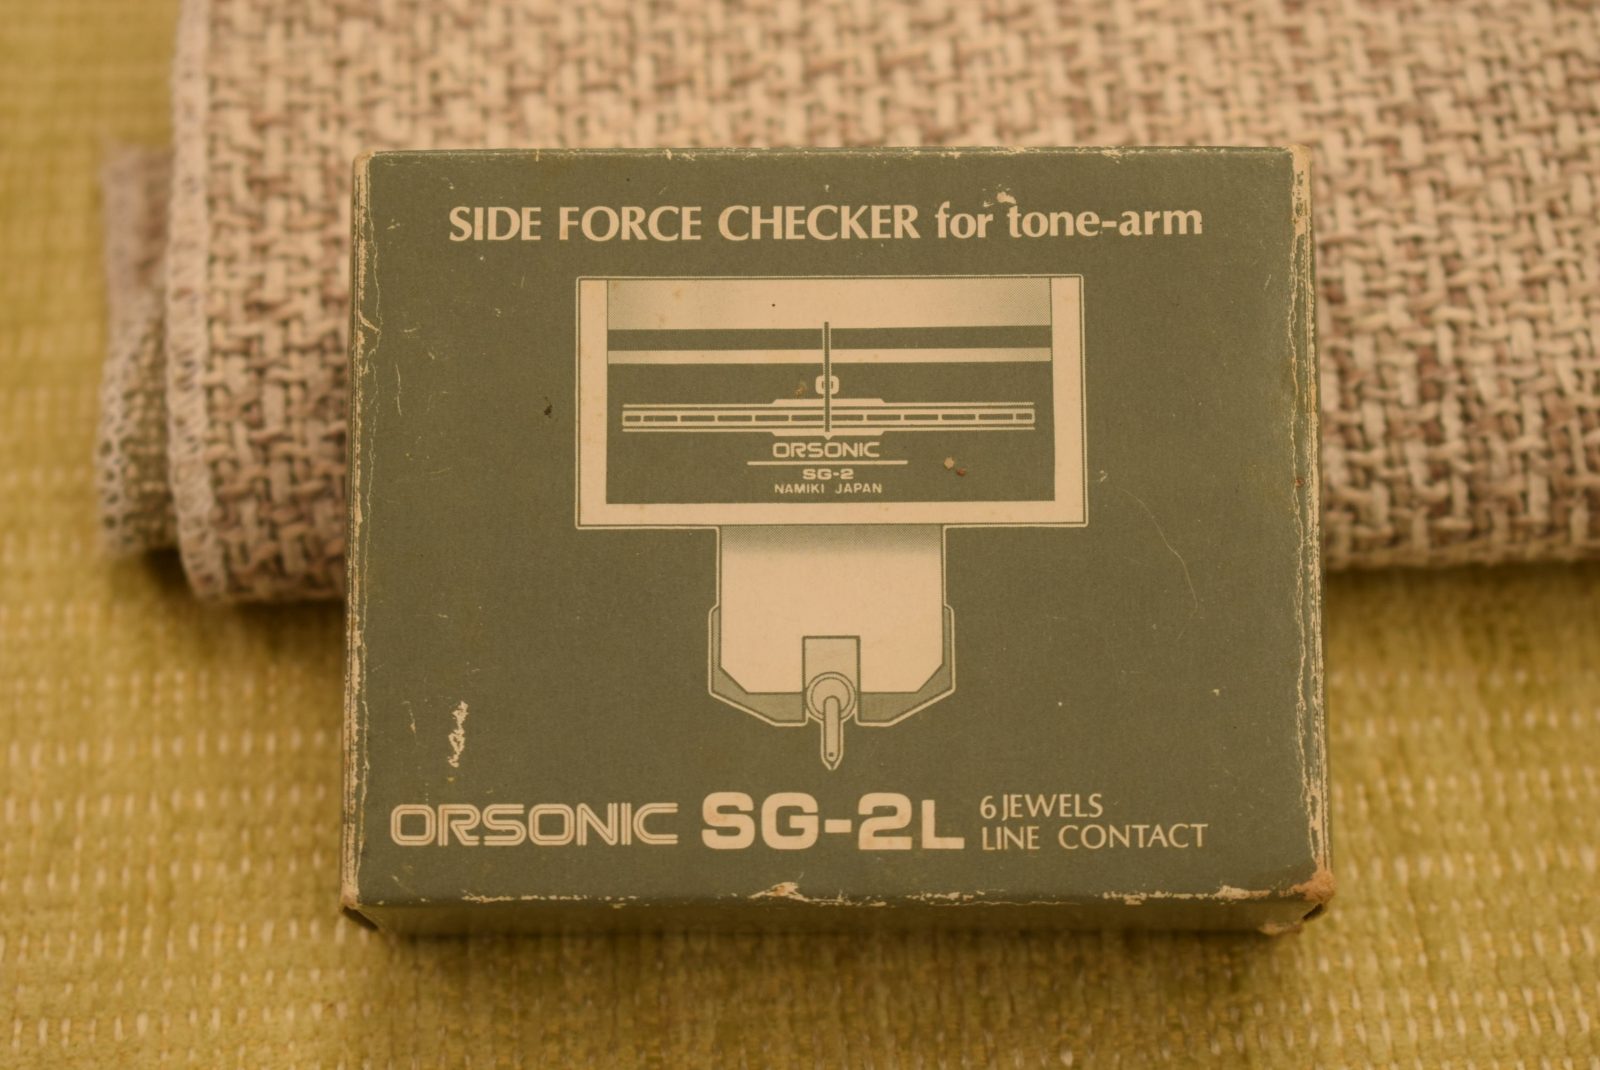 SIDE FORCE CHECKER for tone-arm
0
ORSONIC
SG-2
NAMIKI JAPAN
ORSONIC SG-2L 6 JEWELS
LINE CONTACT